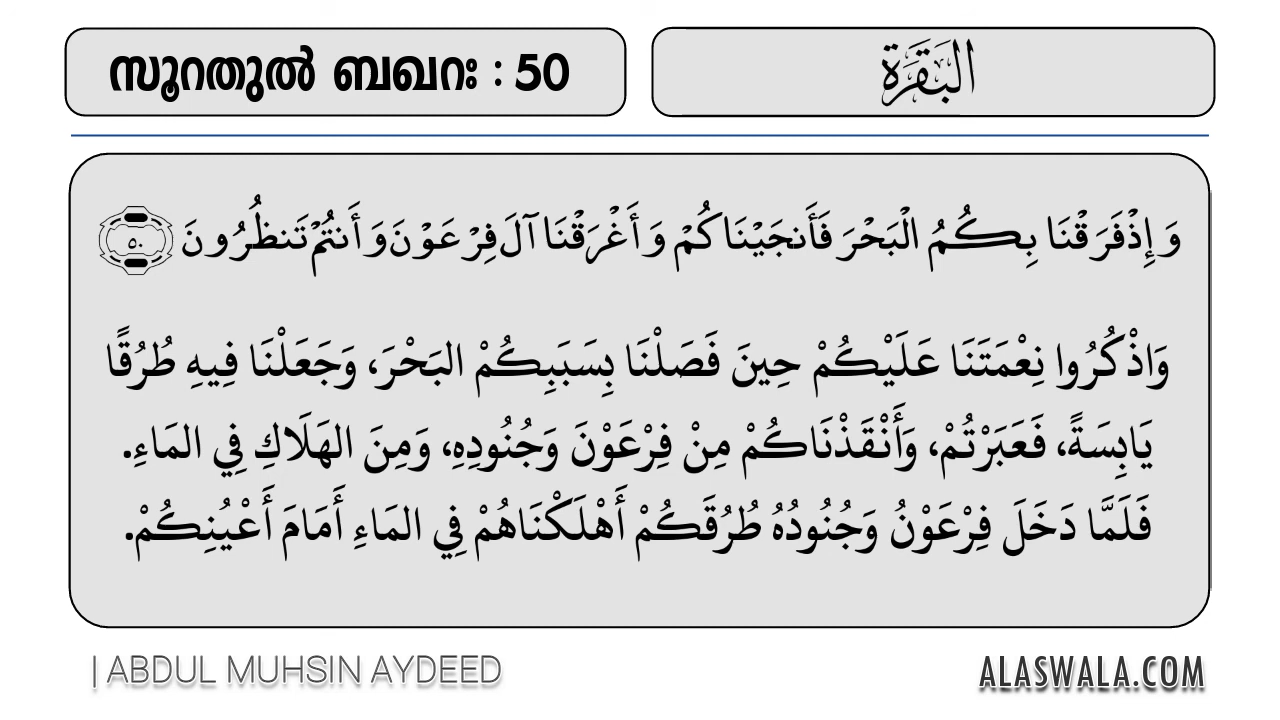 സൂറതുൽ ബഖറഃ : 50
البَقَرَة
وَإِذْ فَرَقْنَا بِكُمُ الْبَحْرَ فَأَنجَيْنَاكُمْ وَأَغْرَقْنَا آلَ فِرْعَوْنَ وَأَنتُمْ تَنظُرُونَ ٥٠
وَاذْكُرُوا نِعْمَتَنَا عَلَيْكُمْ حِينَ فَصَلْنَا بِسَبَبِكُمْ البَحْرَ، وَجَعَلْنَا فِيهِ طُرُقًا
يَابِسَةً، فَعَبَرْتُمْ، وَأَنْقَذْنَاكُمْ مِنْ فِرْعَوْنَ وَجُنُودِهِ، وَمِنَ الهَلَاكِ فِي المَاءِ.
فَلَمَّا دَخَلَ فِرْعَوْنُ وَجُنُودُهُ طُرُقَكُمْ أَهْلَكْنَاهُمْ فِي المَاءِ أَمَامَ أَعْيُنِكُمْ.
| ABDUL MUHSIN AYDEED
ALASWALA.COM